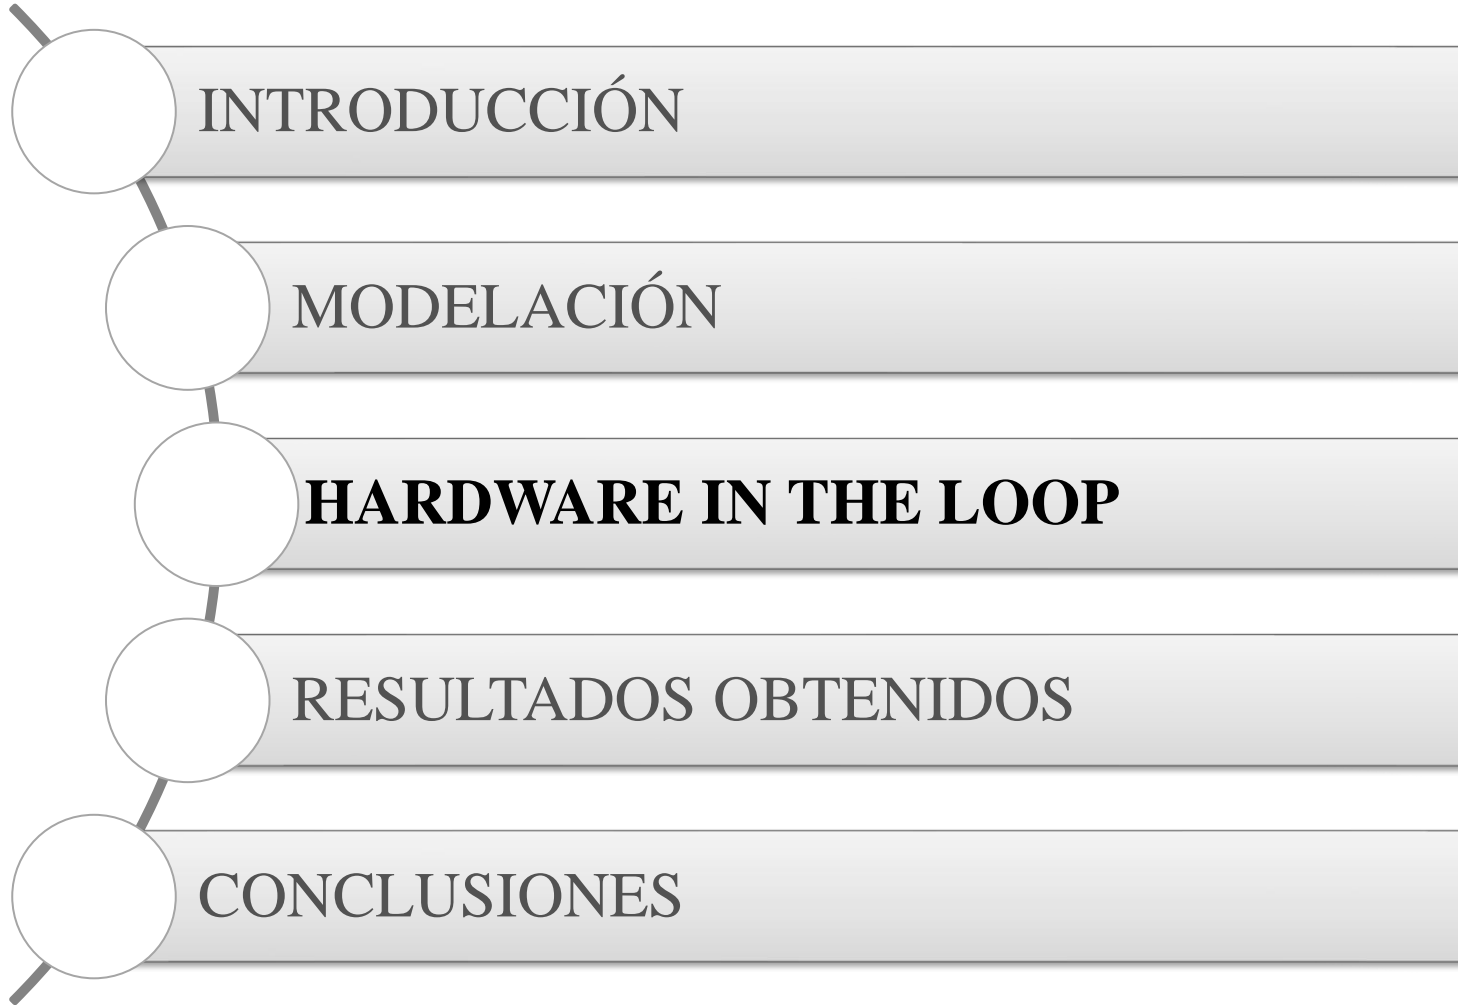 INTRODUCCIÓN
MODELACIÓN
HARDWARE IN THE LOOP
RESULTADOS OBTENIDOS
CONCLUSIONES